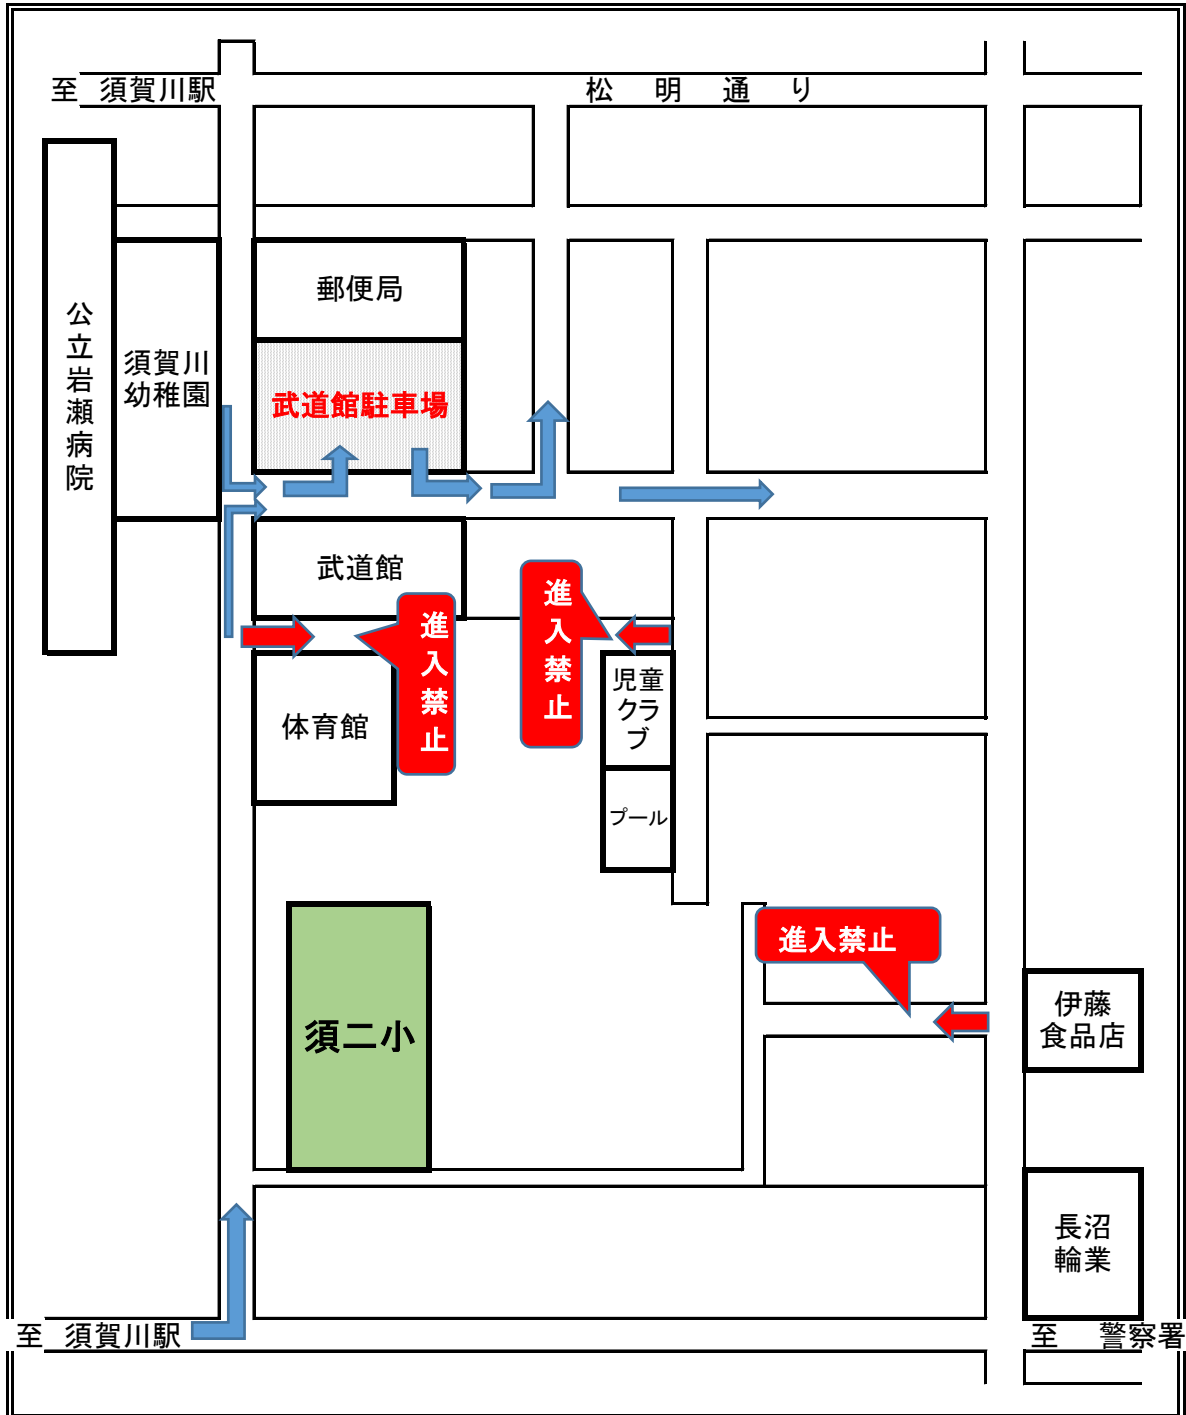 至 須賀川駅
松明通り
公立岩瀬病院
須賀川
幼稚園
郵便局
武道館駐車場
武道館
進入禁止
進入禁止
体育館
児童
クラ
ブ
プール
進入禁止
須二小
伊藤
食品店
長沼
輪業
至 須賀川駅
至 警察署